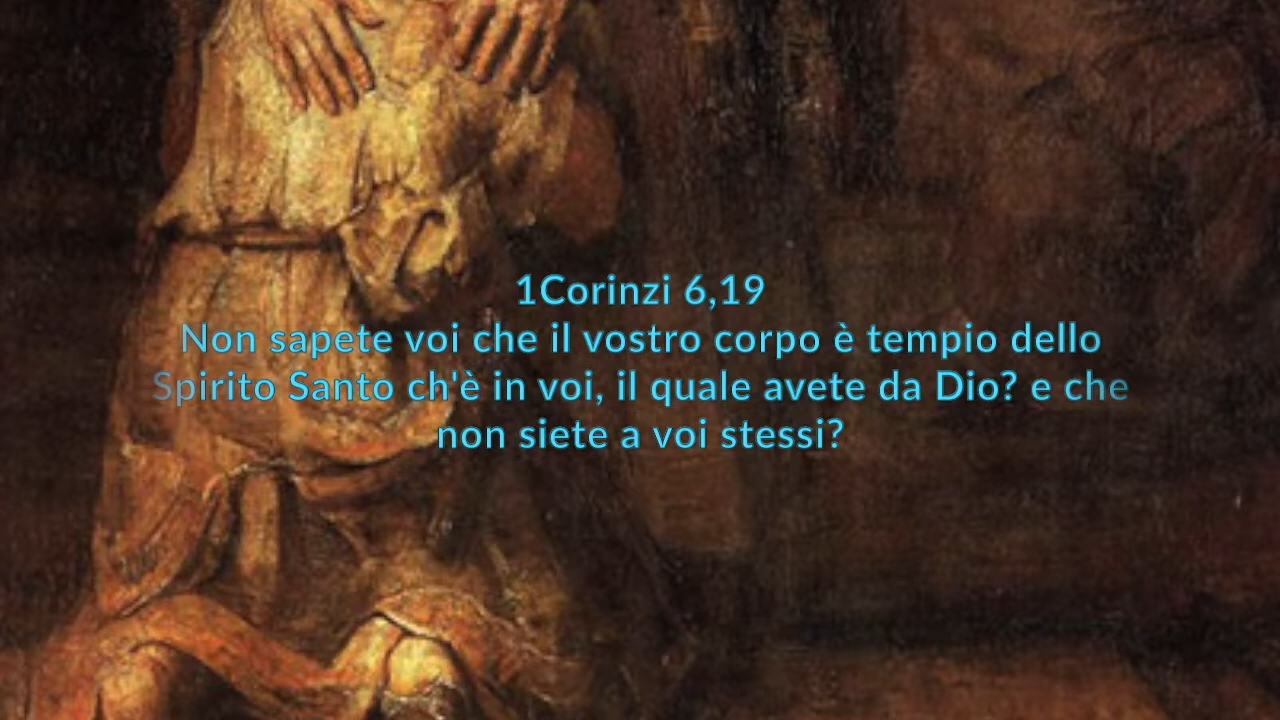 1Corinzi 6,19
Non sapete voi che il vostro corpo è tempio dello
Spirito Santo ch'è in voi, il quale avete da Dio? e che
non siete a voi stessi?